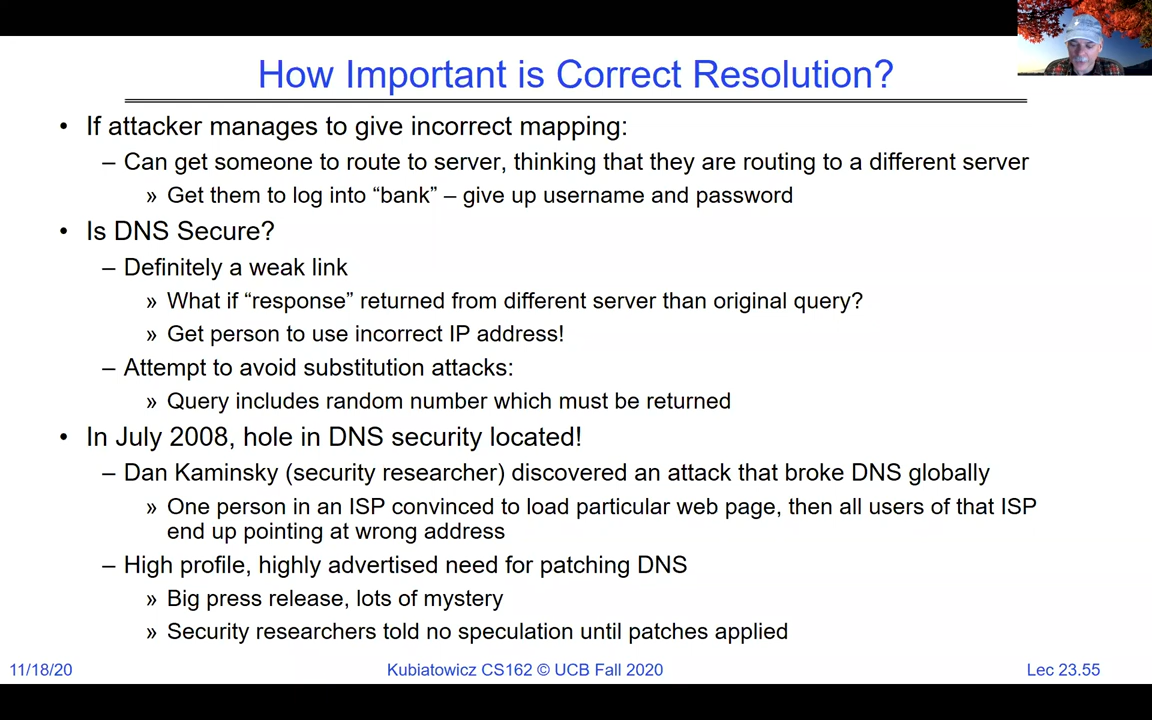 How Important is Correct Resolution?
• If attacker manages to give incorrect mapping:
– Can get someone to route to server, thinking that they are routing to a different server
» Get them to log into “bank” – give up username and password
• Is DNS Secure?
– Definitely a weak link
» What if “response” returned from different server than original query?
» Get person to use incorrect IP address!
– Attempt to avoid substitution attacks:
» Query includes random number which must be returned
• In July 2008, hole in DNS security located!
– Dan Kaminsky (security researcher) discovered an attack that broke DNS globally
» One person in an ISP convinced to load particular web page, then all users of that ISP
end up pointing at wrong address
– High profile, highly advertised need for patching DNS
» Big press release, lots of mystery
» Security researchers told no speculation until patches applied
11/18/20 Kubiatowicz CS162 © UCB Fall 2020 Lec 23.55